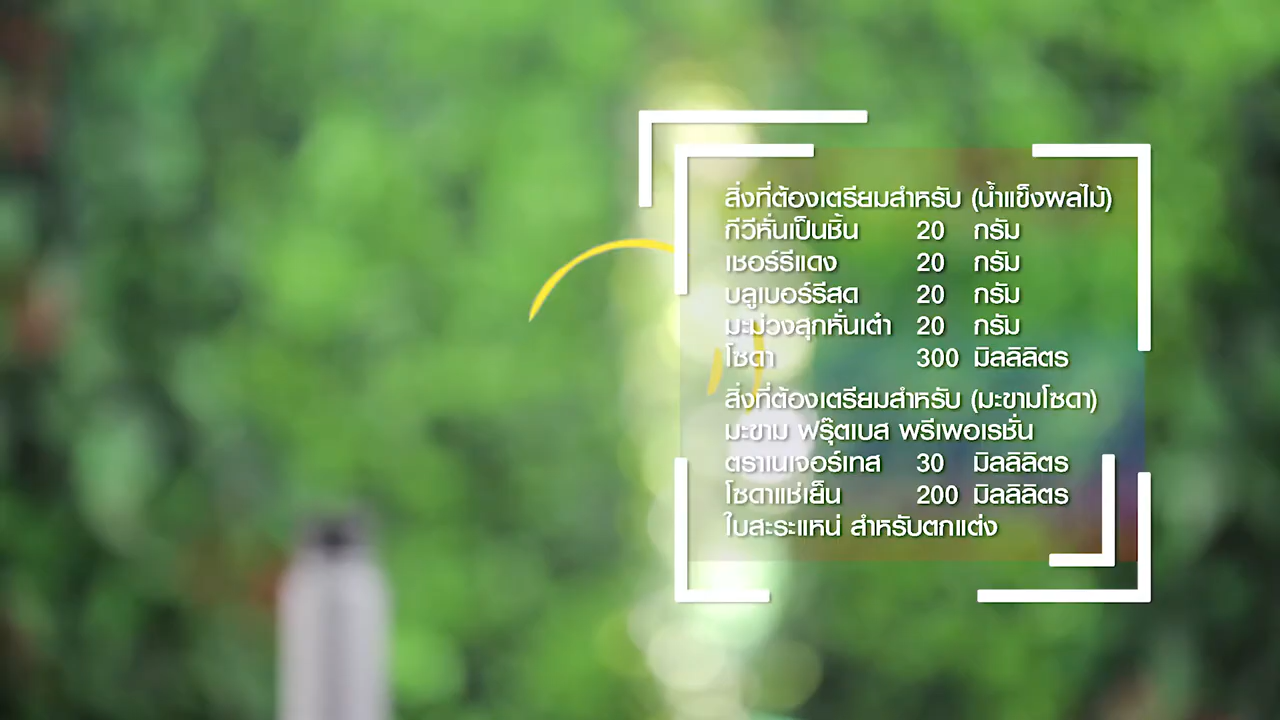 สิ่งที่ต้องเตรียมสำหรับ (น้ำแข็งผลไม้)
กีวีหั่นเป็นชิ้น 20 กรัม
เชอร์รีแดง 20 กรัม
บลูเบอร์รีสด 20 กรัม
มะม่วงสุกหั่นเต๋า 20 กรัม
โซดา 300 มิลลิลิตร
สิ่งที่ต้องเตรียมสำหรับ (มะขามโซดา)
มะขาม ฟรุ๊ตเบส พรีเพอเรชั่น
ตราเนเจอร์เทส 30 มิลลิลิตร
โซดาแช่เย็น 200 มิลลิลิตร
ใบสะระแหน่ สำหรับตกแต่ง